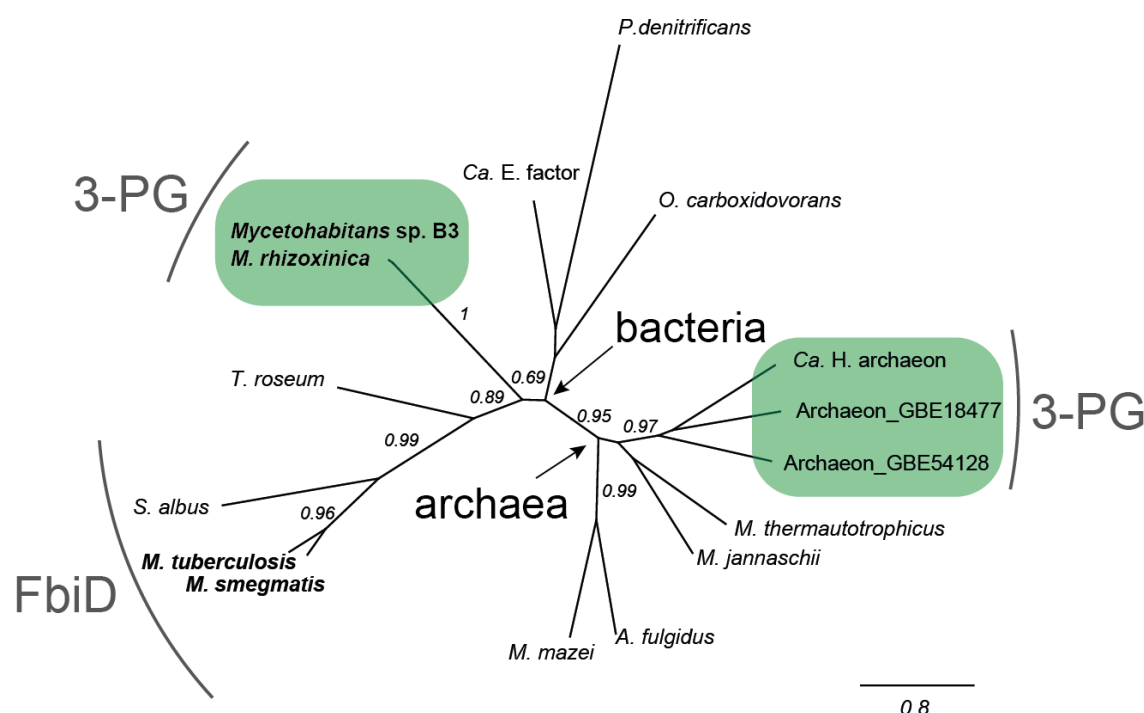 P.denitrificans
3-PG
Ca. E. factor
O. carboxidovorans
Mycetohabitans sp. B3
M. rhizoxinica
1
bacteria
Ca. H. archaeon
T. roseum
0.69
0.89
0.95
0.97
Archaeon_GBE18477
3-PG
0.99
Archaeon_GBE54128
archaea
0.99
S. albus
0.96
M. thermautotrophicus
M. jannaschii
M. tuberculosis
M. smegmatis
FbiD
A. fulgidus
M. mazei
0.8